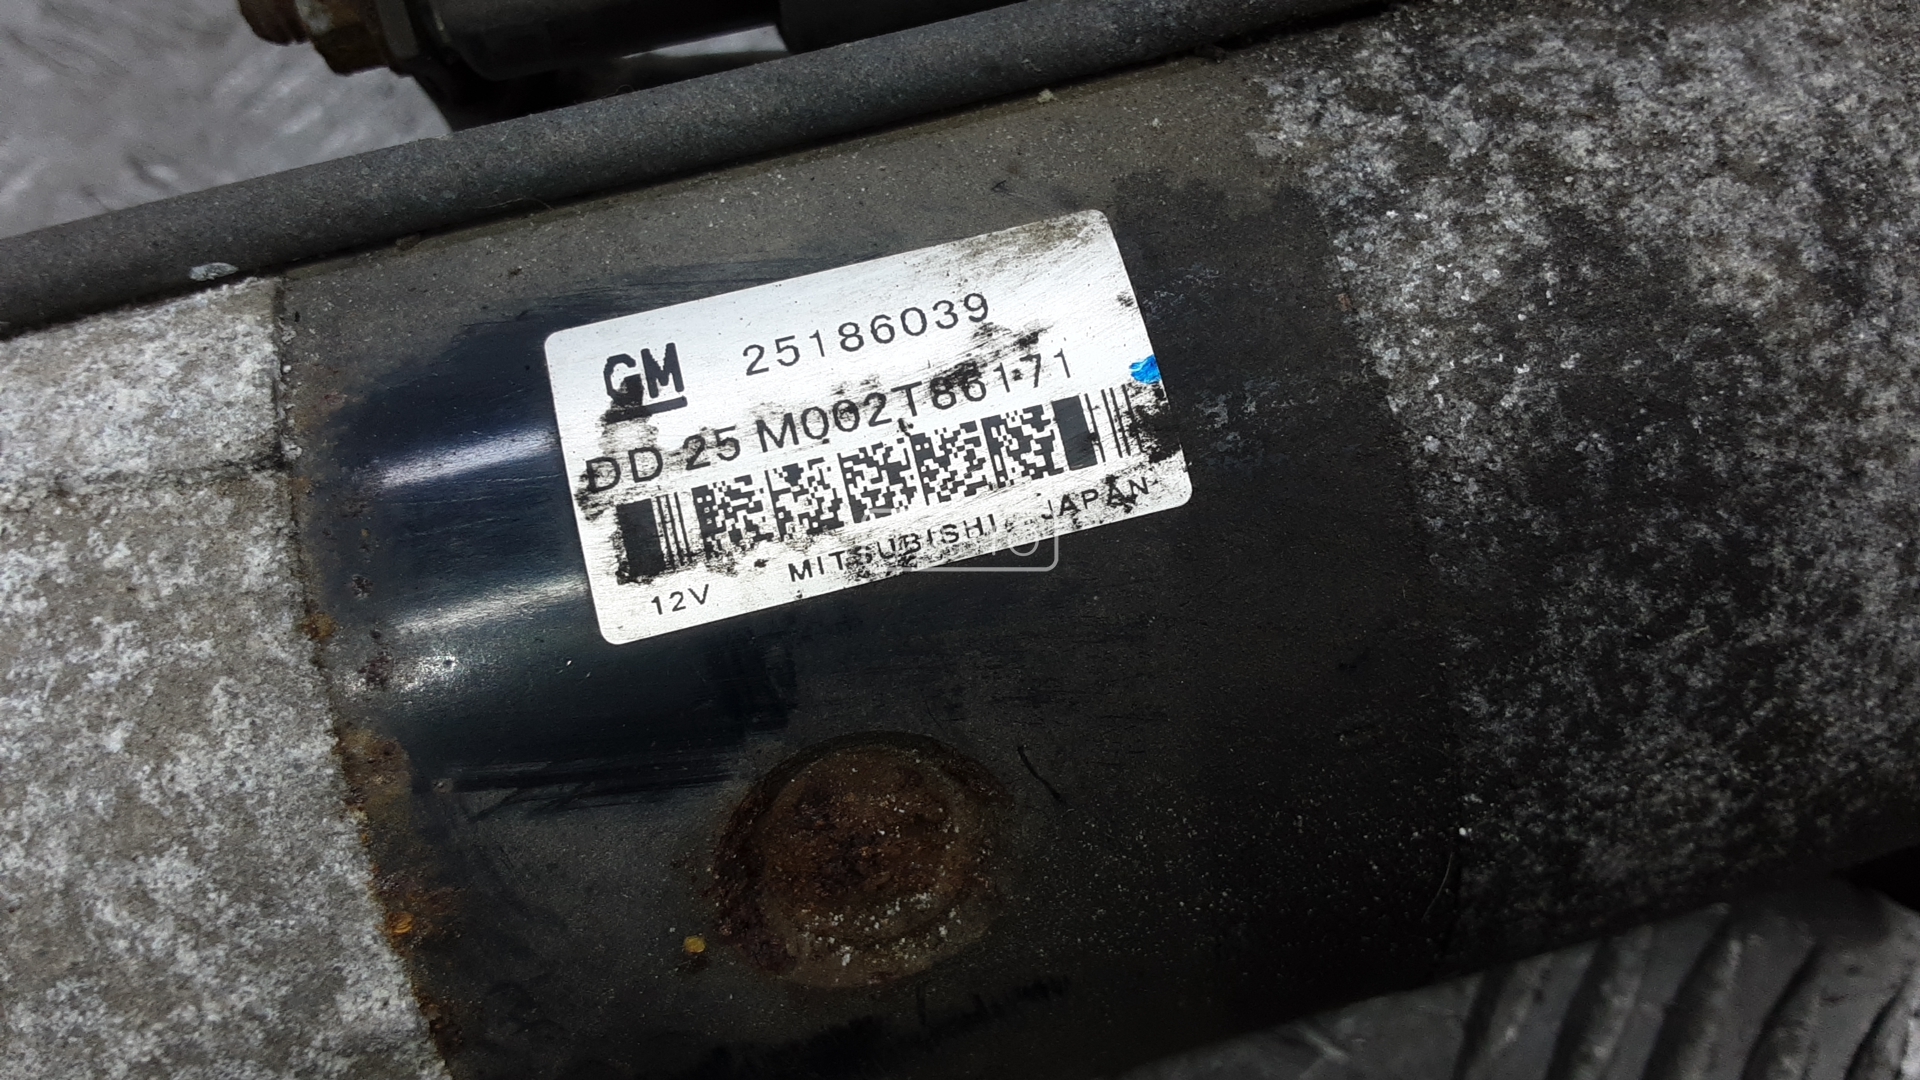 GM 25186039
DD 25 M002T86171
12V MITSUBISHI JAPAN